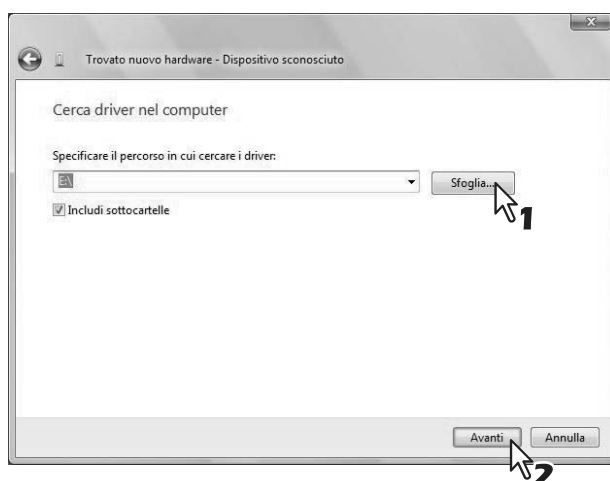 Trovato nuovo hardware - Dispositivo sconosciuto
Cerca driver nel computer
Specificare il percorso in cui cercare i driver:
E:\
Sfoglia...
1
Includi sottocartelle
Avanti
Annulla
2